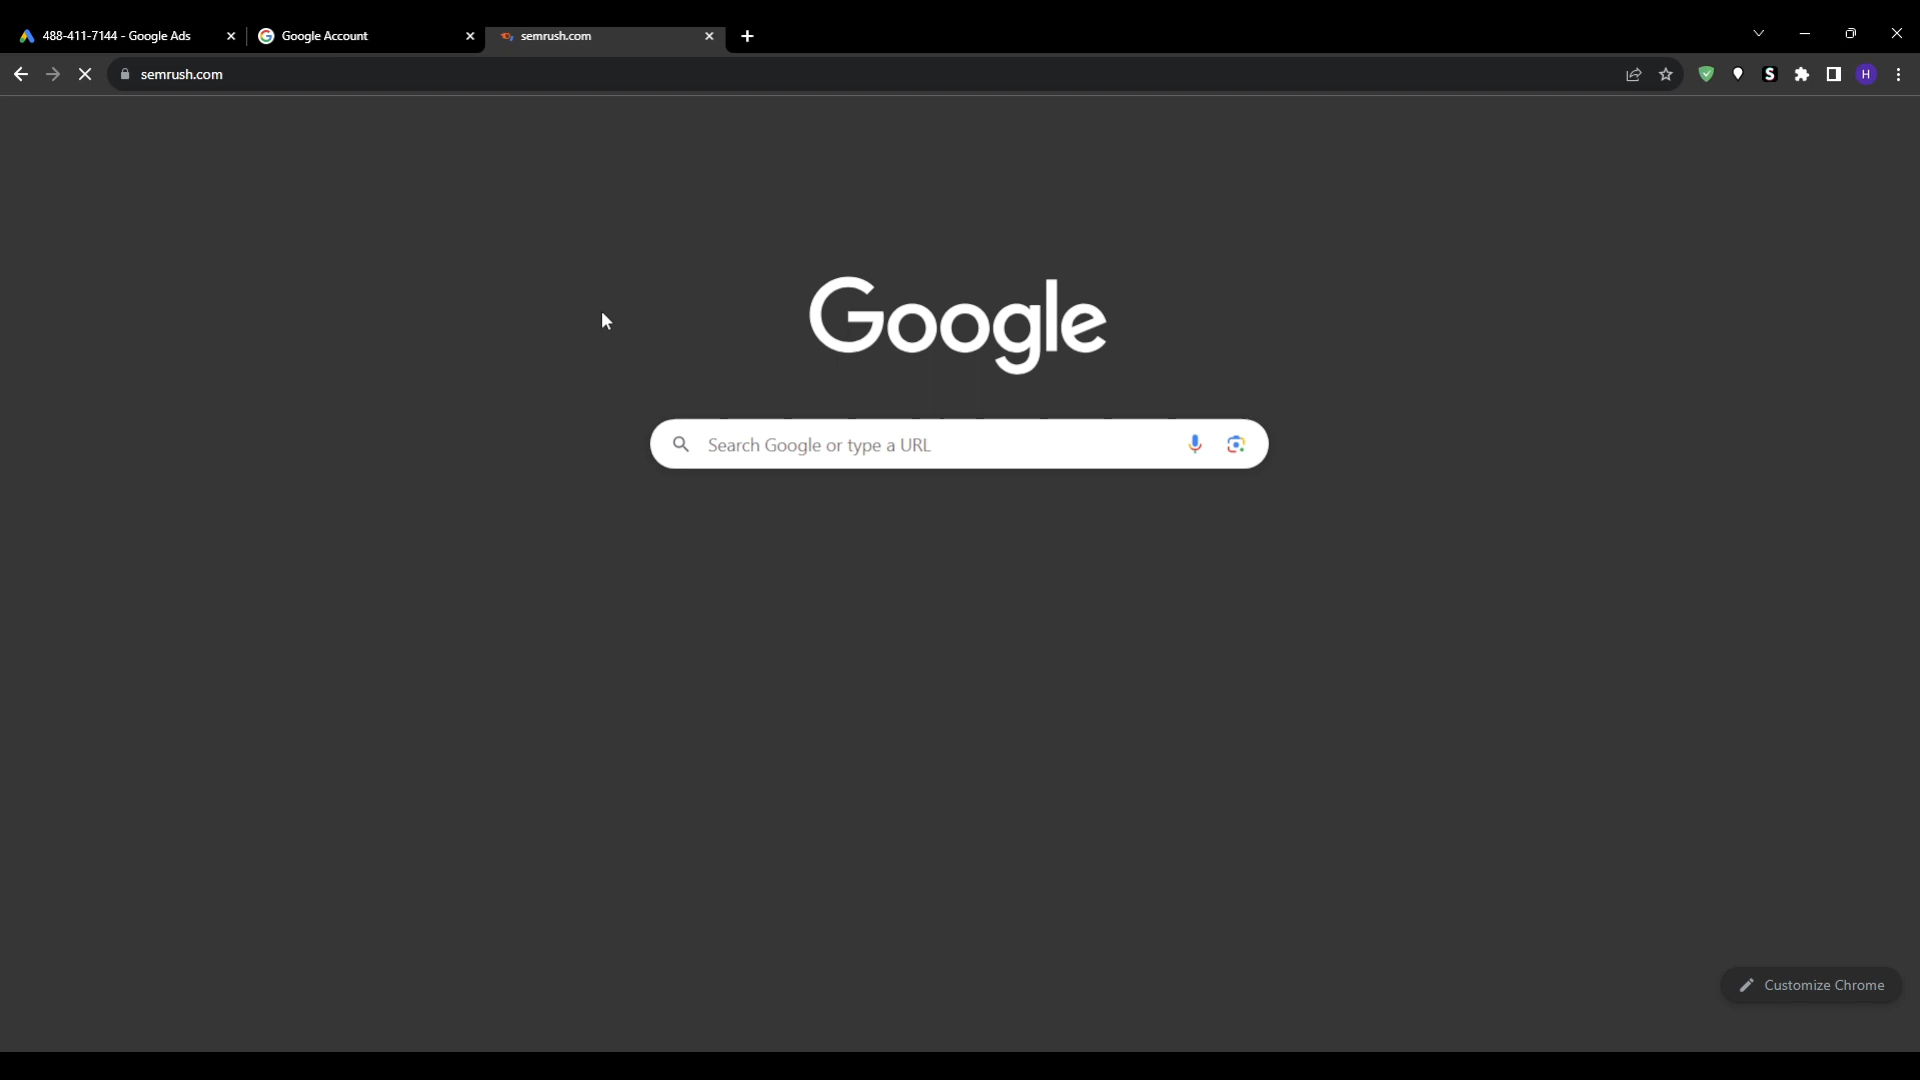 488-411-7144 - Google Ads
Google Account
semrush.com
semrush.com
S
H
Google
Search Google or type a URL
Customize Chrome